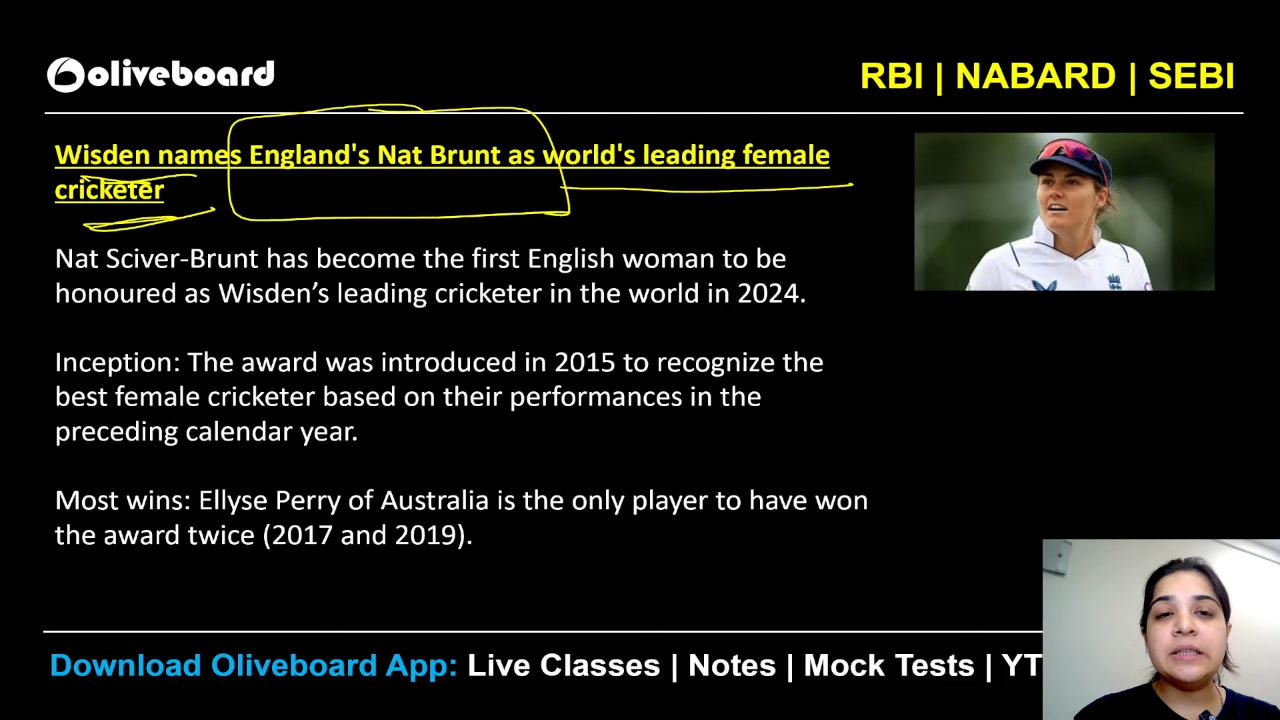 oliveboard
RBI | NABARD | SEBI
Wisden names England's Nat Brunt as world's leading female
cricketer
Nat Sciver-Brunt has become the first English woman to be
honoured as Wisden’s leading cricketer in the world in 2024.
Inception: The award was introduced in 2015 to recognize the
best female cricketer based on their performances in the
preceding calendar year.
Most wins: Ellyse Perry of Australia is the only player to have won
the award twice (2017 and 2019).
Download Oliveboard App: Live Classes | Notes | Mock Tests | YT